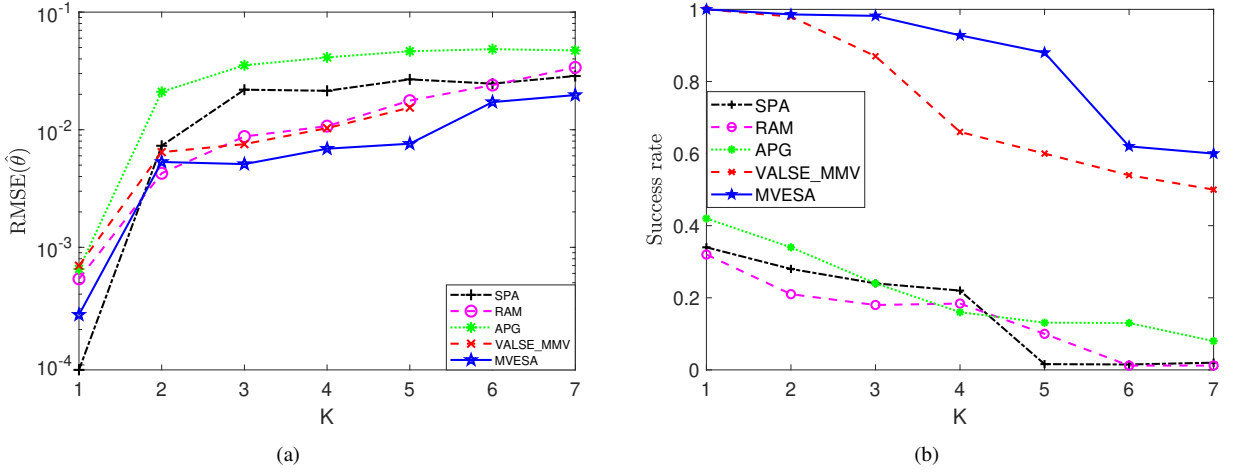 10^-1
10^-2
10^-3
10^-4
RMSE(θ̂)
1 2 3 4 5 6 7
K
SPA
RAM
APG
VALSE_MMV
MVESA
(a)
1
0.8
0.6
0.4
0.2
0
Success rate
SPA
RAM
APG
VALSE_MMV
MVESA
1 2 3 4 5 6 7
K
(b)